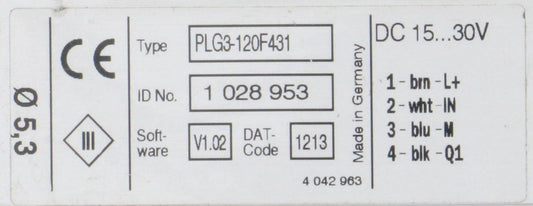 Ø 5,3
CE
III
Type PLG3-120F431
ID No. 1 028 953
Soft-
ware V1.02
DAT-
Code 1213
4 042 963
Made in Germany
DC 15...30V
1 - brn - L+
2 - wht - IN
3 - blu - M
4 - blk - Q1